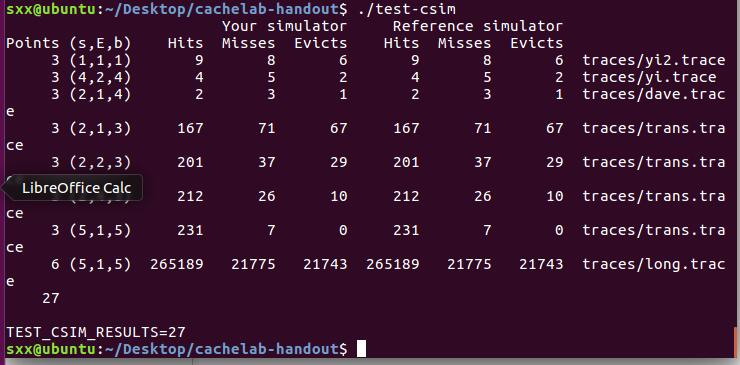 sxx@ubuntu:~/Desktop/cachelab-handout$ ./test-csim
                        Your simulator     Reference simulator
Points (s,E,b)    Hits  Misses  Evicts    Hits  Misses  Evicts
     3 (1,1,1)       9       8       6       9       8       6  traces/yi2.trace
     3 (4,2,4)       4       5       2       4       5       2  traces/yi.trace
     3 (2,1,4)       2       3       1       2       3       1  traces/dave.trac
e
     3 (2,1,3)     167      71      67     167      71      67  traces/trans.tra
ce
     3 (2,2,3)     201      37      29     201      37      29  traces/trans.tra
LibreOffice Calc
212      26      10     212      26      10  traces/trans.tra
ce
     3 (5,1,5)     231       7       0     231       7       0  traces/trans.tra
ce
     6 (5,1,5)  265189   21775   21743  265189   21775   21743  traces/long.trac
e
    27
TEST_CSIM_RESULTS=27
sxx@ubuntu:~/Desktop/cachelab-handout$